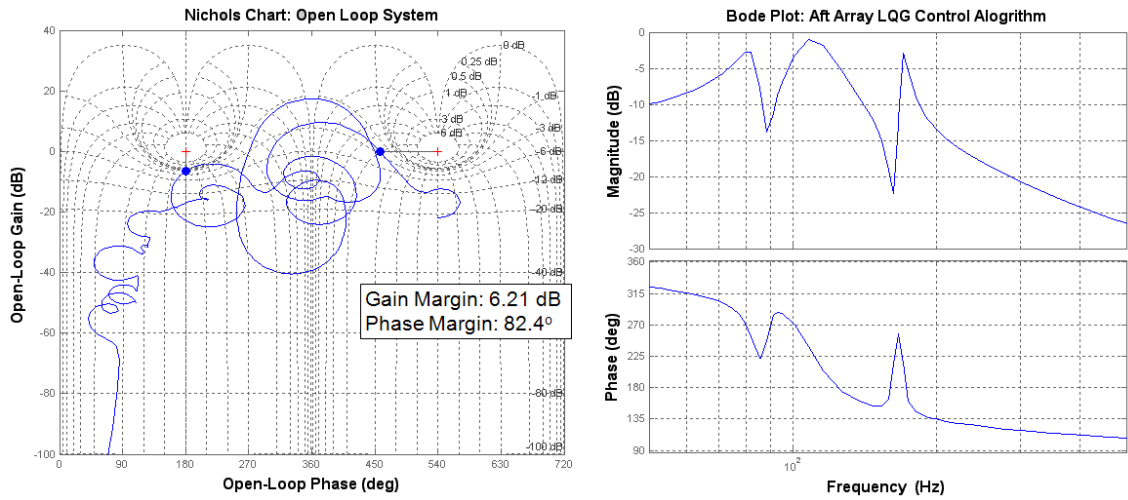 Nichols Chart: Open Loop System
40
20
0
-20
-40
-60
-80
-100
Open-Loop Gain (dB)
0 dB
0.25 dB
0.5 dB
1 dB
3 dB
6 dB
-1 dB
-3 dB
-6 dB
-12 dB
-20 dB
-40 dB
-80 dB
-100 dB
Gain Margin: 6.21 dB
Phase Margin: 82.4º
0 90 180 270 360 450 540 630 720
Open-Loop Phase (deg)
Bode Plot: Aft Array LQG Control Alogrithm
0
-5
-10
-15
-20
-25
-30
Magnitude (dB)
360
315
270
225
180
135
90
Phase (deg)
10²
Frequency (Hz)